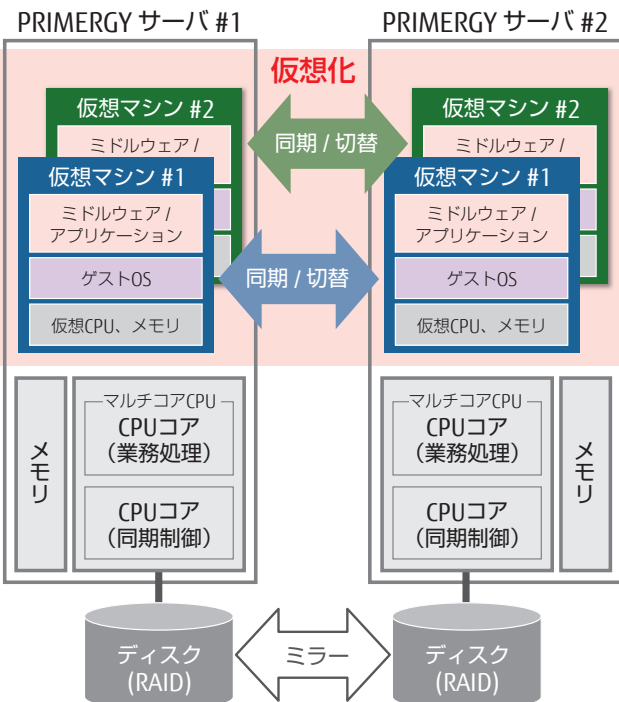 PRIMERGY サーバ #1
PRIMERGY サーバ #2
仮想化
仮想マシン #2
ミドルウェア /
仮想マシン #1
ミドルウェア /
アプリケーション
ゲストOS
仮想CPU、メモリ
同期 / 切替
同期 / 切替
仮想マシン #2
ミドルウェア /
仮想マシン #1
ミドルウェア /
アプリケーション
ゲストOS
仮想CPU、メモリ
メモリ
マルチコアCPU
CPUコア
（業務処理）
CPUコア
（同期制御）
マルチコアCPU
CPUコア
（業務処理）
CPUコア
（同期制御）
メモリ
ディスク
(RAID)
ミラー
ディスク
(RAID)